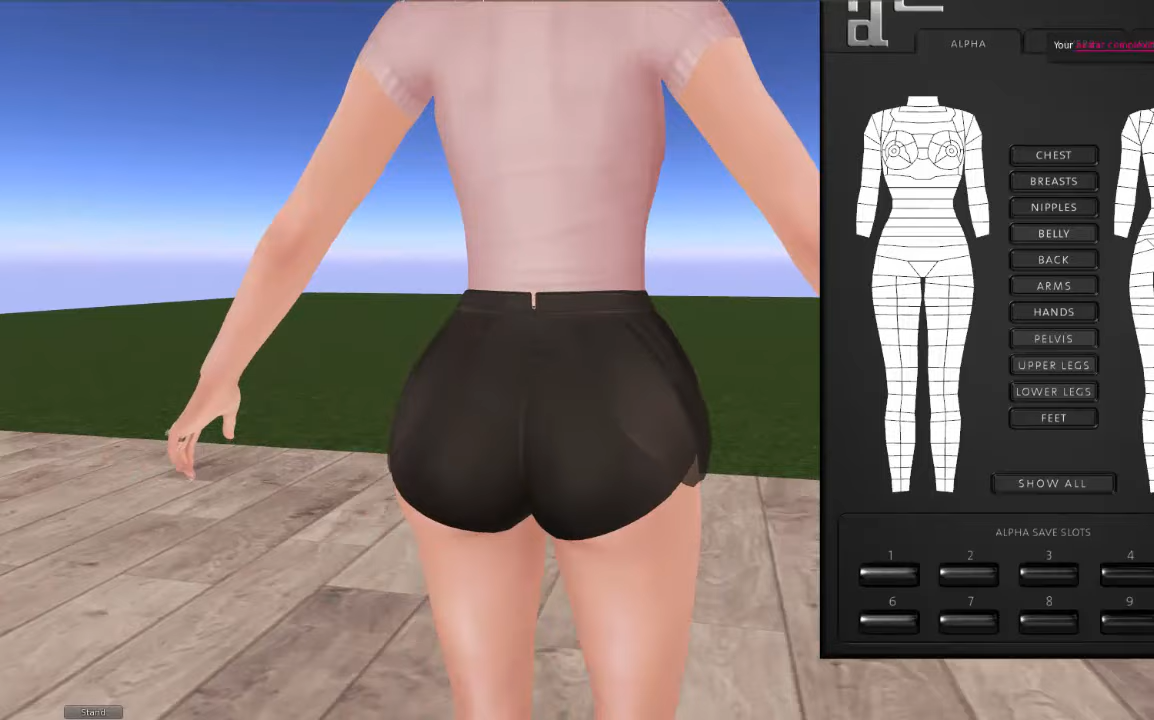 ALPHA
Your
CHEST
BREASTS
NIPPLES
BELLY
BACK
ARMS
HANDS
PELVIS
UPPER LEGS
LOWER LEGS
FEET
SHOW ALL
ALPHA SAVE SLOTS
1 2 3 4
6 7 8 9
Stand